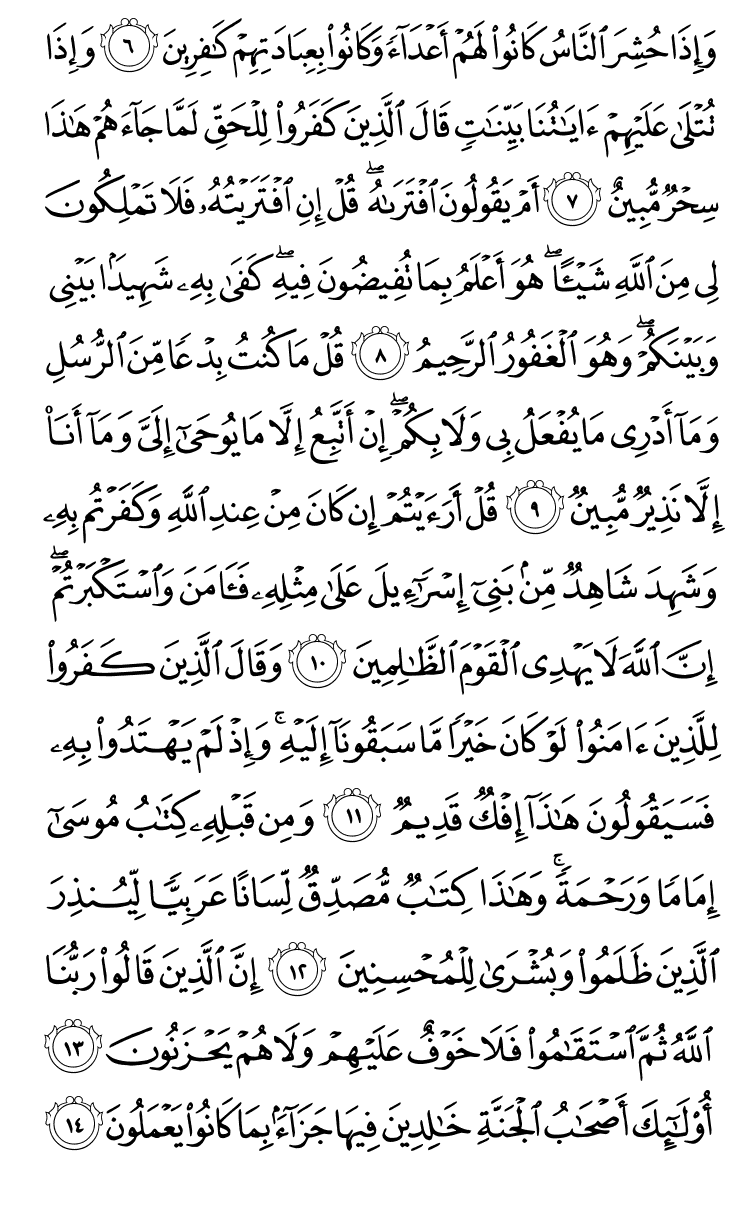 وَإِذَا حُشِرَ ٱلنَّاسُ كَانُوا۟ لَهُمْ أَعْدَآءً وَكَانُوا۟ بِعِبَادَتِهِمْ كَٰفِرِينَ ٦ وَإِذَا
تُتْلَىٰ عَلَيْهِمْ ءَايَٰتُنَا بَيِّنَٰتٍ قَالَ ٱلَّذِينَ كَفَرُوا۟ لِلْحَقِّ لَمَّا جَآءَهُمْ هَٰذَا
سِحْرٌ مُّبِينٌ ٧ أَمْ يَقُولُونَ ٱفْتَرَىٰهُ ۖ قُلْ إِنِ ٱفْتَرَيْتُهُۥ فَلَا تَمْلِكُونَ
لِى مِنَ ٱللَّهِ شَيْـًٔا ۖ هُوَ أَعْلَمُ بِمَا تُفِيضُونَ فِيهِ ۖ كَفَىٰ بِهِۦ شَهِيدًۢا بَيْنِى
وَبَيْنَكُمْ ۖ وَهُوَ ٱلْغَفُورُ ٱلرَّحِيمُ ٨ قُلْ مَا كُنتُ بِدْعًا مِّنَ ٱلرُّسُلِ
وَمَآ أَدْرِى مَا يُفْعَلُ بِى وَلَا بِكُمْ ۖ إِنْ أَتَّبِعُ إِلَّا مَا يُوحَىٰٓ إِلَىَّ وَمَآ أَنَا۠
إِلَّا نَذِيرٌ مُّبِينٌ ٩ قُلْ أَرَءَيْتُمْ إِن كَانَ مِنْ عِندِ ٱللَّهِ وَكَفَرْتُم بِهِۦ
وَشَهِدَ شَاهِدٌ مِّنۢ بَنِىٓ إِسْرَٰٓءِيلَ عَلَىٰ مِثْلِهِۦ فَـَٔامَنَ وَٱسْتَكْبَرْتُمْ ۖ
إِنَّ ٱللَّهَ لَا يَهْدِى ٱلْقَوْمَ ٱلظَّٰلِمِينَ ١٠ وَقَالَ ٱلَّذِينَ كَفَرُوا۟
لِلَّذِينَ ءَامَنُوا۟ لَوْ كَانَ خَيْرًا مَّا سَبَقُونَآ إِلَيْهِ ۚ وَإِذْ لَمْ يَهْتَدُوا۟ بِهِۦ
فَسَيَقُولُونَ هَٰذَآ إِفْكٌ قَدِيمٌ ١١ وَمِن قَبْلِهِۦ كِتَٰبُ مُوسَىٰٓ
إِمَامًا وَرَحْمَةً ۚ وَهَٰذَا كِتَٰبٌ مُّصَدِّقٌ لِّسَانًا عَرَبِيًّا لِّيُنذِرَ
ٱلَّذِينَ ظَلَمُوا۟ وَبُشْرَىٰ لِلْمُحْسِنِينَ ١٢ إِنَّ ٱلَّذِينَ قَالُوا۟ رَبُّنَا
ٱللَّهُ ثُمَّ ٱسْتَقَٰمُوا۟ فَلَا خَوْفٌ عَلَيْهِمْ وَلَا هُمْ يَحْزَنُونَ ١٣
أُو۟لَٰٓئِكَ أَصْحَٰبُ ٱلْجَنَّةِ خَٰلِدِينَ فِيهَا جَزَآءًۢ بِمَا كَانُوا۟ يَعْمَلُونَ ١٤